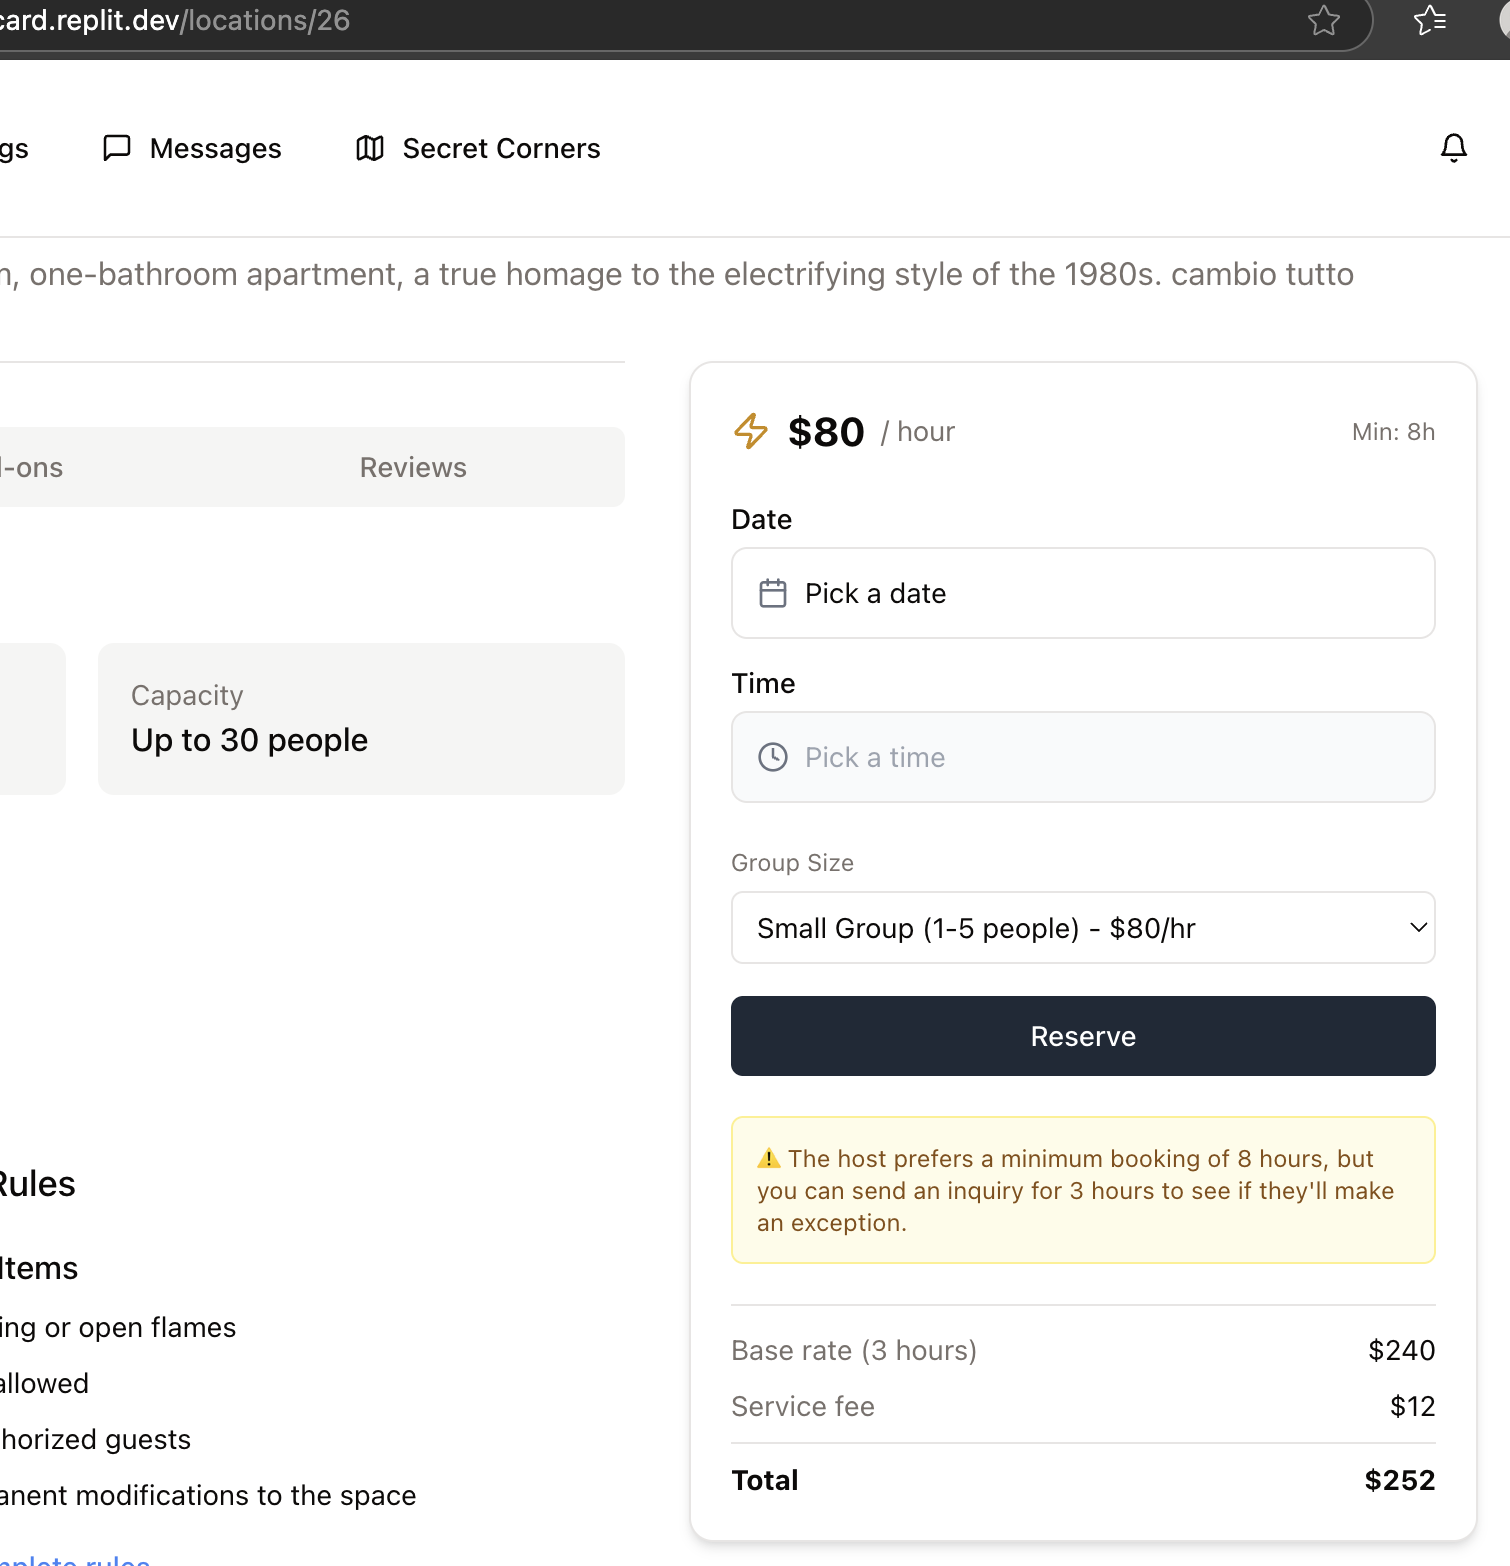 card.replit.dev/locations/26
gs
Messages
Secret Corners
, one-bathroom apartment, a true homage to the electrifying style of the 1980s. cambio tutto
-ons
Reviews
$80 / hour
Min: 8h
Date
Pick a date
Time
Pick a time
Capacity
Up to 30 people
Group Size
Small Group (1-5 people) - $80/hr
Reserve
⚠️ The host prefers a minimum booking of 8 hours, but
you can send an inquiry for 3 hours to see if they'll make
an exception.
Rules
Items
ing or open flames
allowed
horized guests
anent modifications to the space
mplete rules
Base rate (3 hours)
$240
Service fee
$12
Total
$252